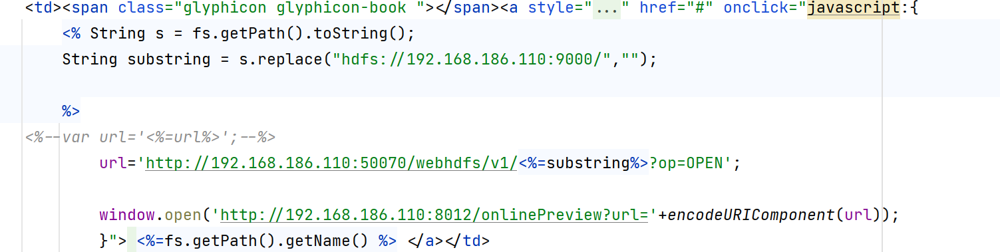 <td><span class="glyphicon glyphicon-book "></span><a style="..." href="#" onclick="javascript:{
<% String s = fs.getPath().toString();
String substring = s.replace("hdfs://192.168.186.110:9000/","");
%>
<%--var url='<%=url%>';--%>
url='http://192.168.186.110:50070/webhdfs/v1/<%=substring%>?op=OPEN';
window.open('http://192.168.186.110:8012/onlinePreview?url='+encodeURIComponent(url));
}"> <%=fs.getPath().getName() %> </a></td>